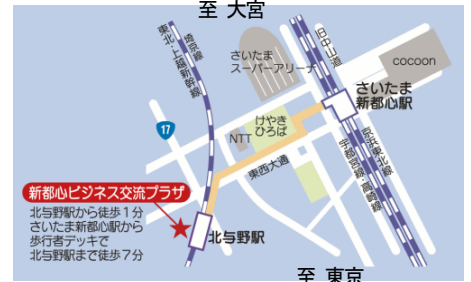 至 大宮
埼京線
東北・上越新幹線
さいたま
スーパーアリーナ
旧中山道
cocoon
さいたま
新都心駅
17
けやき
ひろば
NTT
東西大通
京浜東北線
宇都宮線・高崎線
新都心ビジネス交流プラザ
北与野駅から徒歩1分
さいたま新都心駅から
歩行者デッキで
北与野駅まで徒歩7分
北与野駅
至 東京